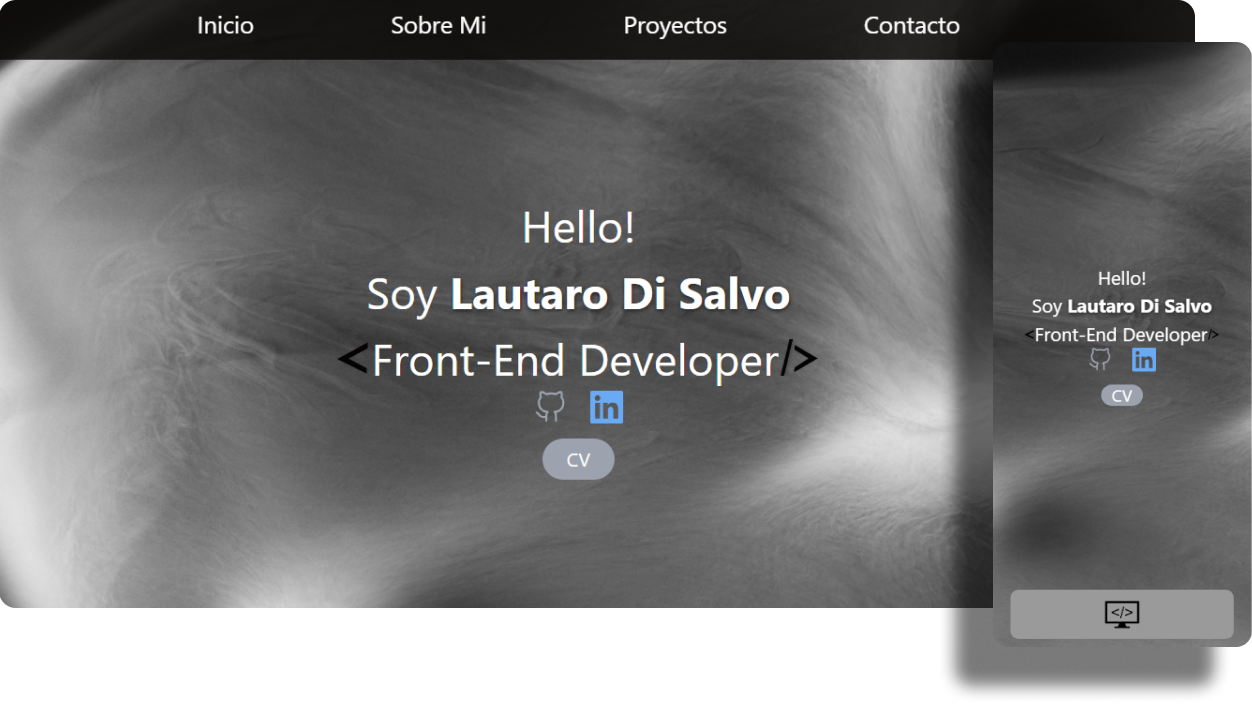 Inicio Sobre Mi Proyectos Contacto
Hello!
Soy Lautaro Di Salvo
<Front-End Developer/>
in
CV
Hello!
Soy Lautaro Di Salvo
<Front-End Developer/>
in
CV
</>